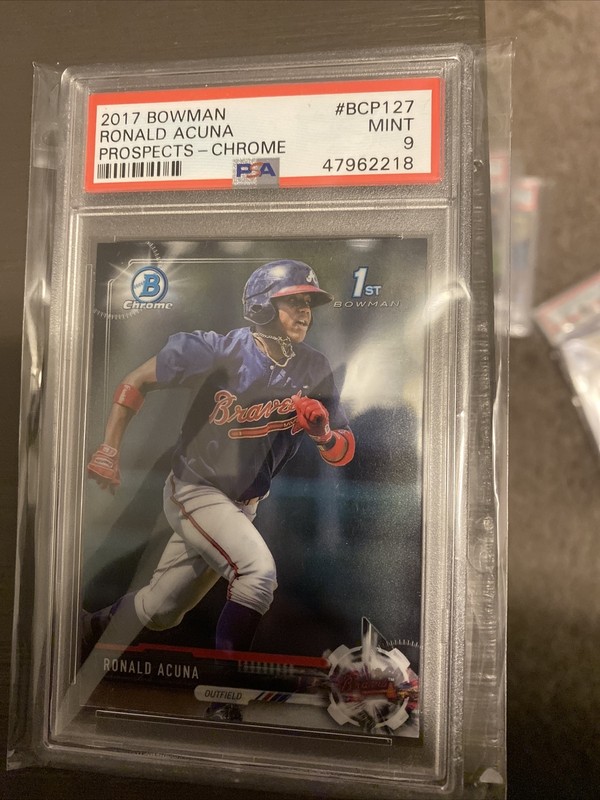 2017 BOWMAN #BCP127
RONALD ACUNA MINT
PROSPECTS - CHROME 9
PSA 47962218
B
Chrome
1ST
BOWMAN
A
Braves
RONALD ACUNA
OUTFIELD